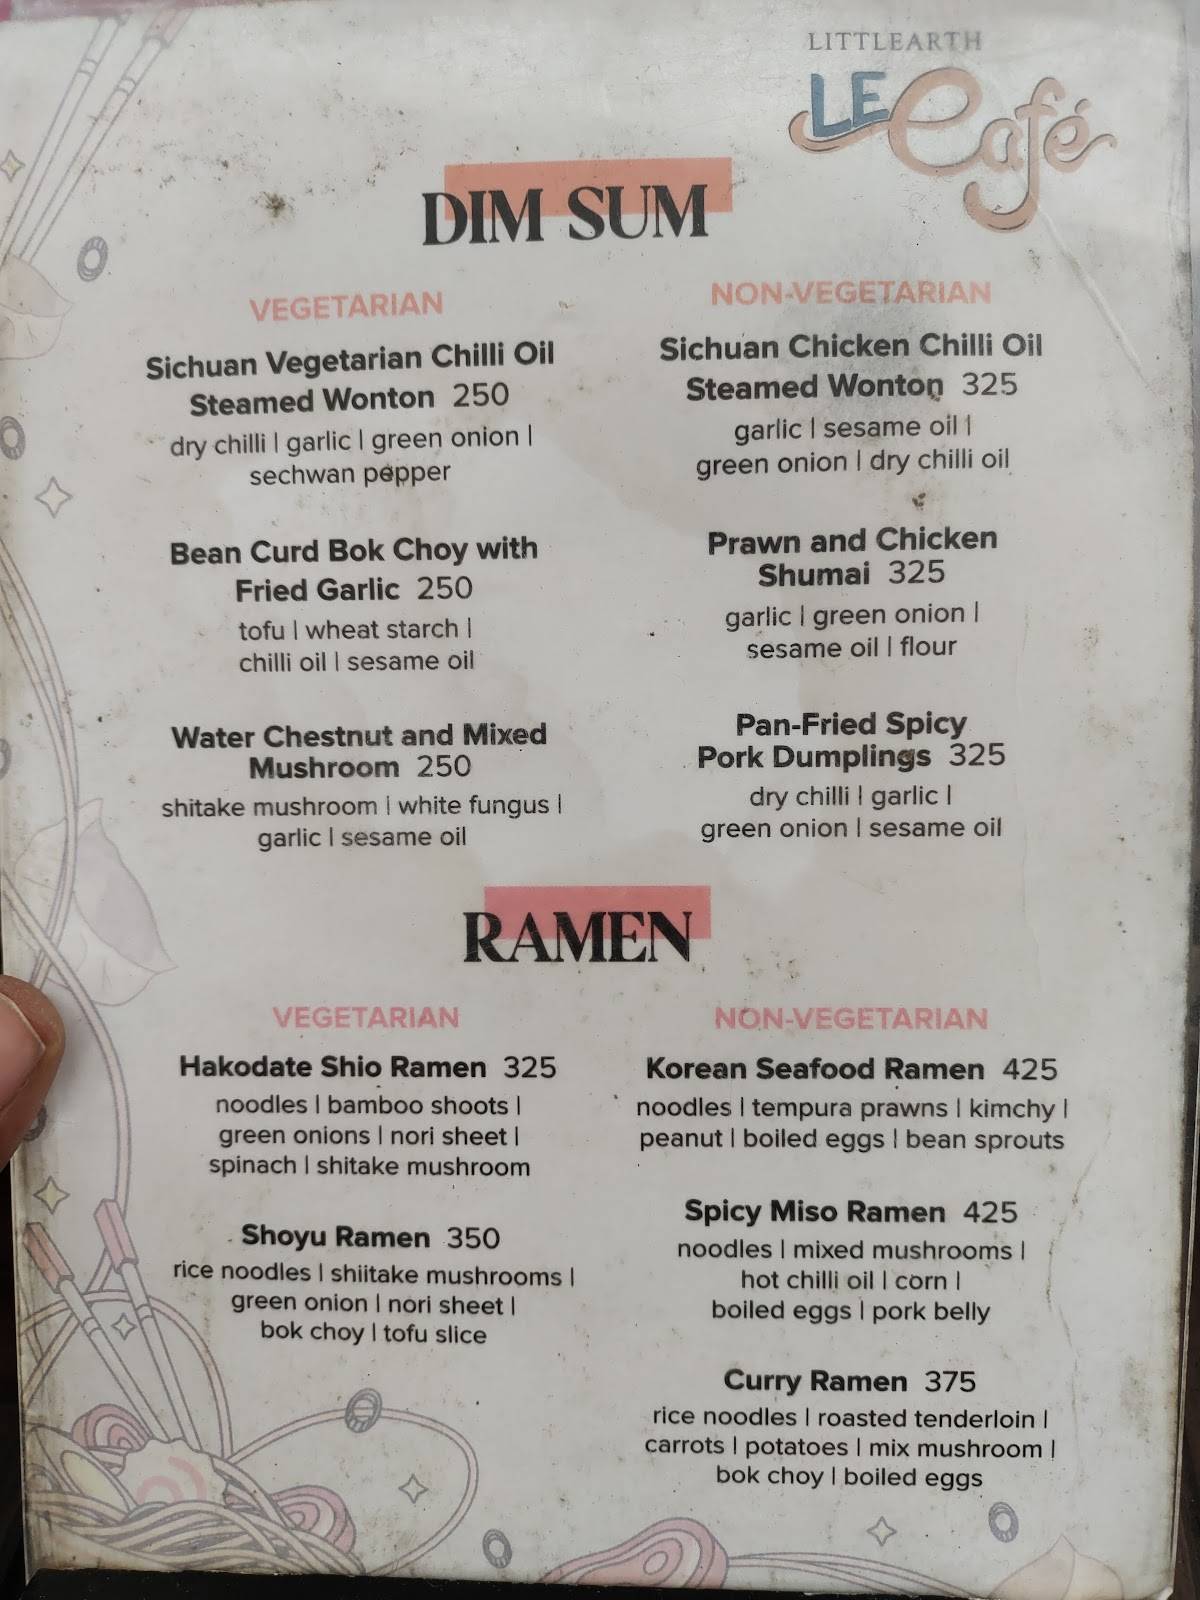 LITTLEARTH
LE Café
DIM SUM
VEGETARIAN
Sichuan Vegetarian Chilli Oil
Steamed Wonton 250
dry chilli | garlic | green onion |
sechwan pepper
Bean Curd Bok Choy with
Fried Garlic 250
tofu | wheat starch |
chilli oil | sesame oil
Water Chestnut and Mixed
Mushroom 250
shitake mushroom | white fungus |
garlic | sesame oil
NON-VEGETARIAN
Sichuan Chicken Chilli Oil
Steamed Wonton 325
garlic | sesame oil |
green onion | dry chilli oil
Prawn and Chicken
Shumai 325
garlic | green onion |
sesame oil | flour
Pan-Fried Spicy
Pork Dumplings 325
dry chilli | garlic |
green onion | sesame oil
RAMEN
VEGETARIAN
Hakodate Shio Ramen 325
noodles | bamboo shoots |
green onions | nori sheet |
spinach | shitake mushroom
Shoyu Ramen 350
rice noodles | shiitake mushrooms |
green onion | nori sheet |
bok choy | tofu slice
NON-VEGETARIAN
Korean Seafood Ramen 425
noodles | tempura prawns | kimchy |
peanut | boiled eggs | bean sprouts
Spicy Miso Ramen 425
noodles | mixed mushrooms |
hot chilli oil | corn |
boiled eggs | pork belly
Curry Ramen 375
rice noodles | roasted tenderloin |
carrots | potatoes | mix mushroom |
bok choy | boiled eggs